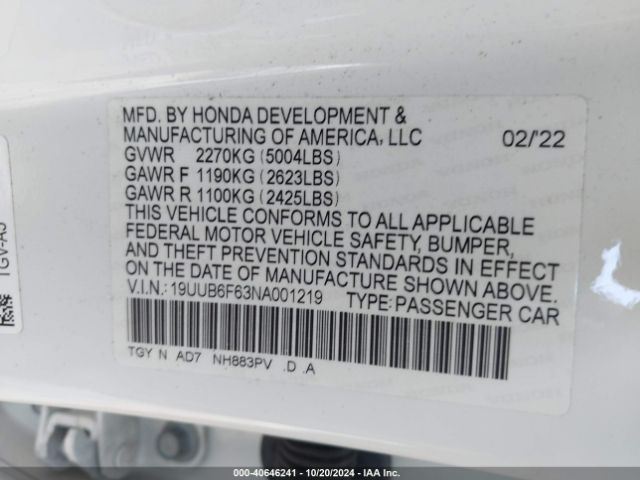 MFD. BY HONDA DEVELOPMENT &
MANUFACTURING OF AMERICA, LLC 02/'22
GVWR 2270KG (5004LBS)
GAWR F 1190KG (2623LBS)
GAWR R 1100KG (2425LBS)
THIS VEHICLE CONFORMS TO ALL APPLICABLE
FEDERAL MOTOR VEHICLE SAFETY, BUMPER,
AND THEFT PREVENTION STANDARDS IN EFFECT
ON THE DATE OF MANUFACTURE SHOWN ABOVE.
V.I.N.: 19UUB6F63NA001219 TYPE: PASSENGER CAR
TGY N AD7 NH883PV .D .A
TGV-A3
000-40646241 - 10/20/2024 - IAA Inc.